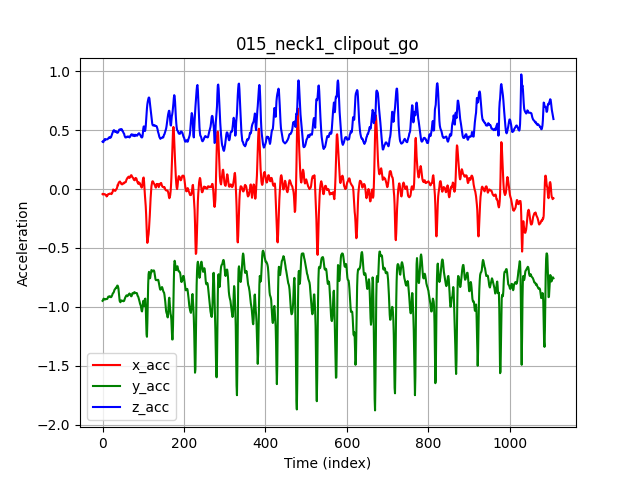 015_neck1_clipout_go
1.0
0.5
0.0
−0.5
−1.0
−1.5
−2.0
Acceleration
x_acc
y_acc
z_acc
0 200 400 600 800 1000
Time (index)